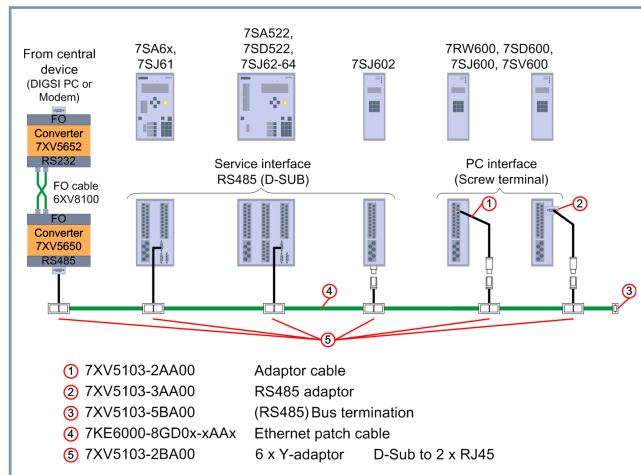 From central
device
(DIGSI PC or
Modem)
FO
Converter
7XV5652
RS232
FO cable
6XV8100
FO
Converter
7XV5650
RS485
7SA6x,
7SJ61
7SA522,
7SD522,
7SJ62-64
7SJ602
7RW600, 7SD600,
7SJ600, 7SV600
Service interface
RS485 (D-SUB)
PC interface
(Screw terminal)
1
2
4
3
5
1 7XV5103-2AA00 Adaptor cable
2 7XV5103-3AA00 RS485 adaptor
3 7XV5103-5BA00 (RS485) Bus termination
4 7KE6000-8GD0x-xAAx Ethernet patch cable
5 7XV5103-2BA00 6 x Y-adaptor D-Sub to 2 x RJ45